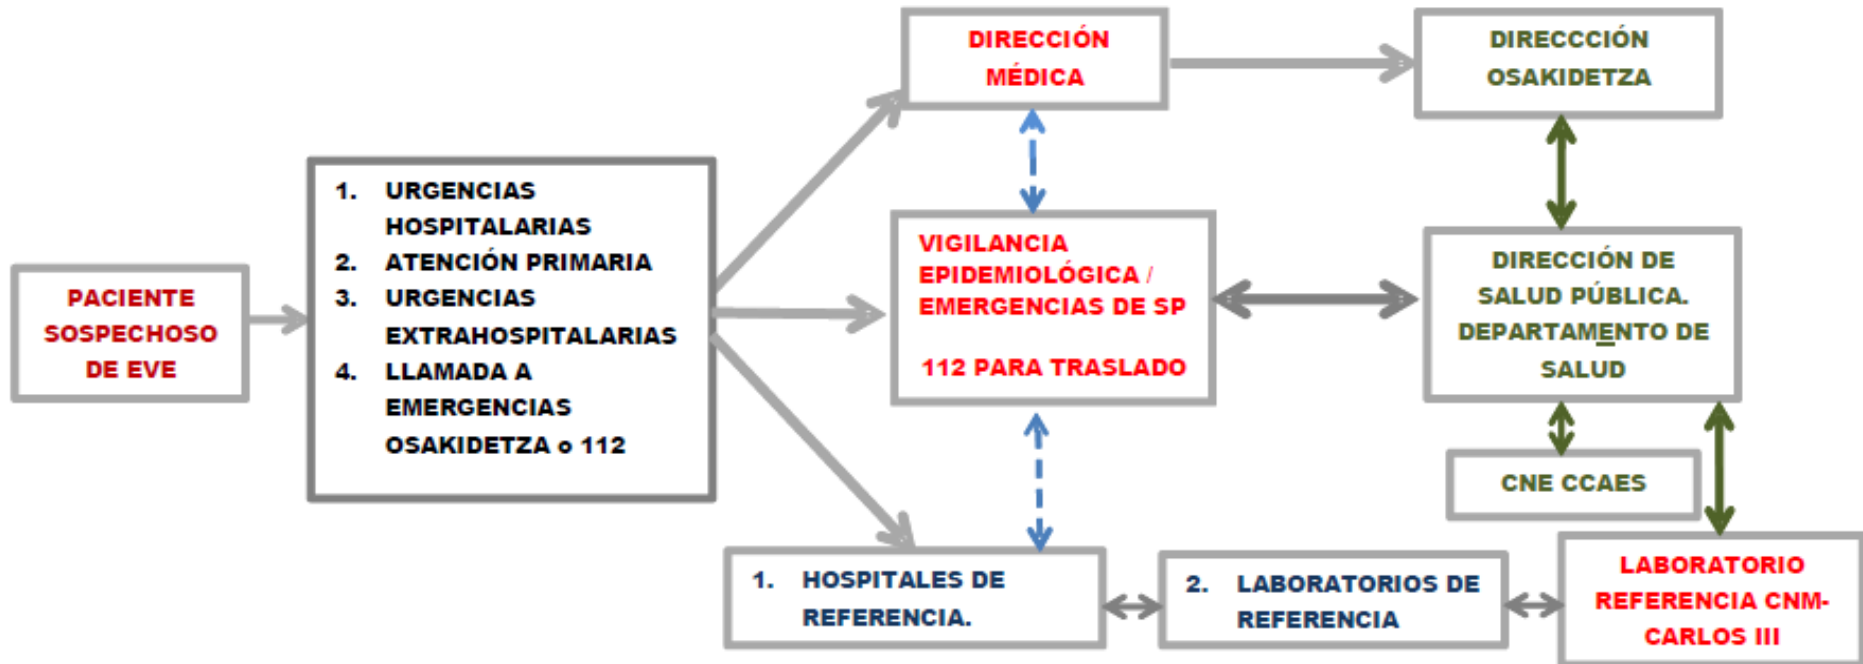 PACIENTE
SOSPECHOSO
DE EVE
1. URGENCIAS
HOSPITALARIAS
2. ATENCIÓN PRIMARIA
3. URGENCIAS
EXTRAHOSPITALARIAS
4. LLAMADA A
EMERGENCIAS
OSAKIDETZA o 112
DIRECCIÓN
MÉDICA
DIRECCCIÓN
OSAKIDETZA
VIGILANCIA
EPIDEMIOLÓGICA /
EMERGENCIAS DE SP
112 PARA TRASLADO
DIRECCIÓN DE
SALUD PÚBLICA.
DEPARTAMENTO DE
SALUD
CNE CCAES
1. HOSPITALES DE
REFERENCIA.
2. LABORATORIOS DE
REFERENCIA
LABORATORIO
REFERENCIA CNM-
CARLOS III